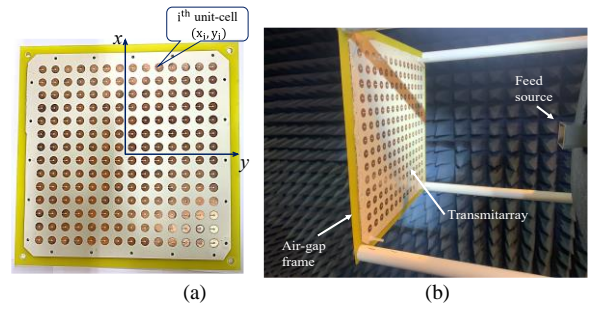 iᵗʰ unit-cell
(xᵢ, yᵢ)
x
y
Feed
source
Transmitarray
Air-gap
frame
(a)
(b)